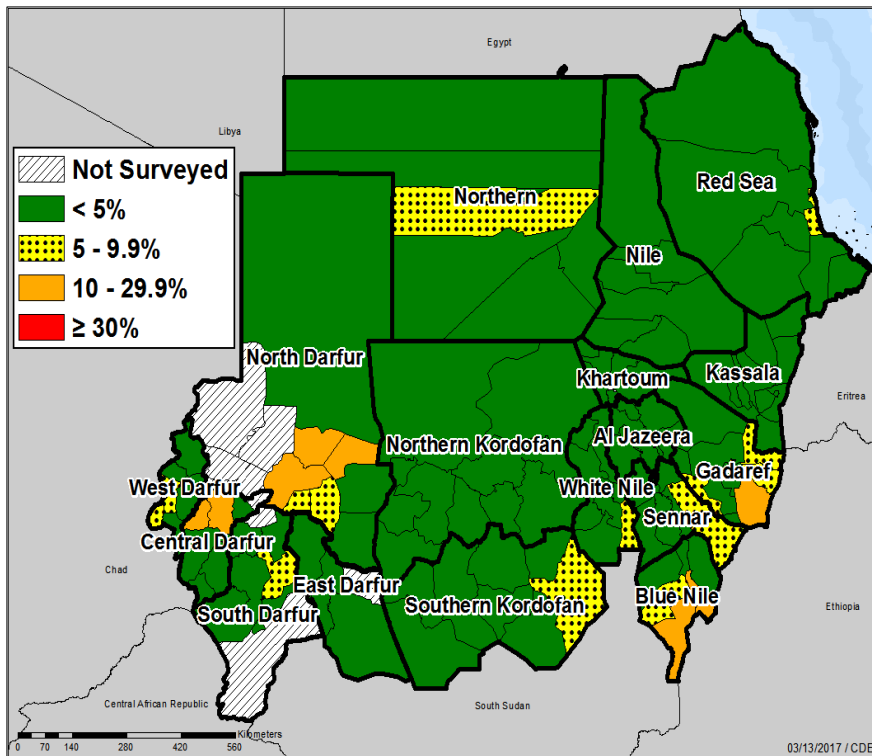 Egypt
Libya
Not Surveyed
< 5%
5 - 9.9%
10 - 29.9%
≥ 30%
Northern
Red Sea
Nile
North Darfur
Khartoum
Kassala
Eritrea
Northern Kordofan
Al Jazeera
Gadaref
West Darfur
White Nile
Sennar
Central Darfur
Chad
East Darfur
Blue Nile
Southern Kordofan
South Darfur
Ethiopia
Central African Republic
South Sudan
Kilometers
0 70 140 280 420 560
03/13/2017 / CDE